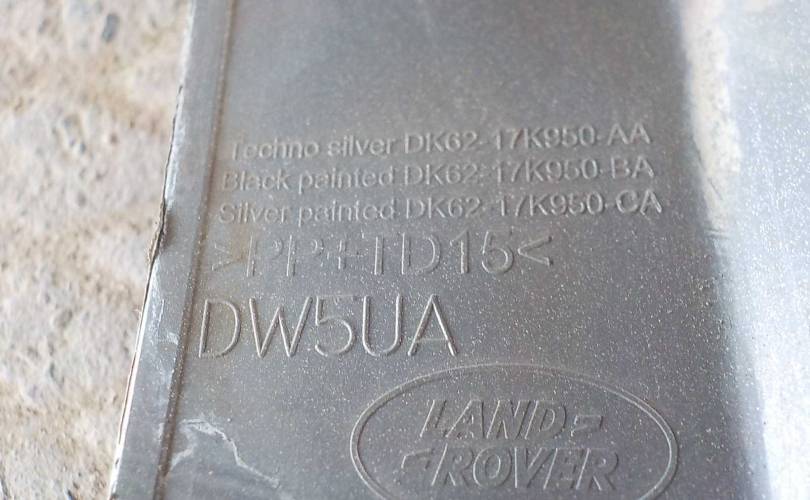 Techno silver DK62-17K950-AA
Black painted DK62-17K950-BA
Silver painted DK62-17K950-CA
>PP+TD15<
DW5UA
LAND-
-ROVER